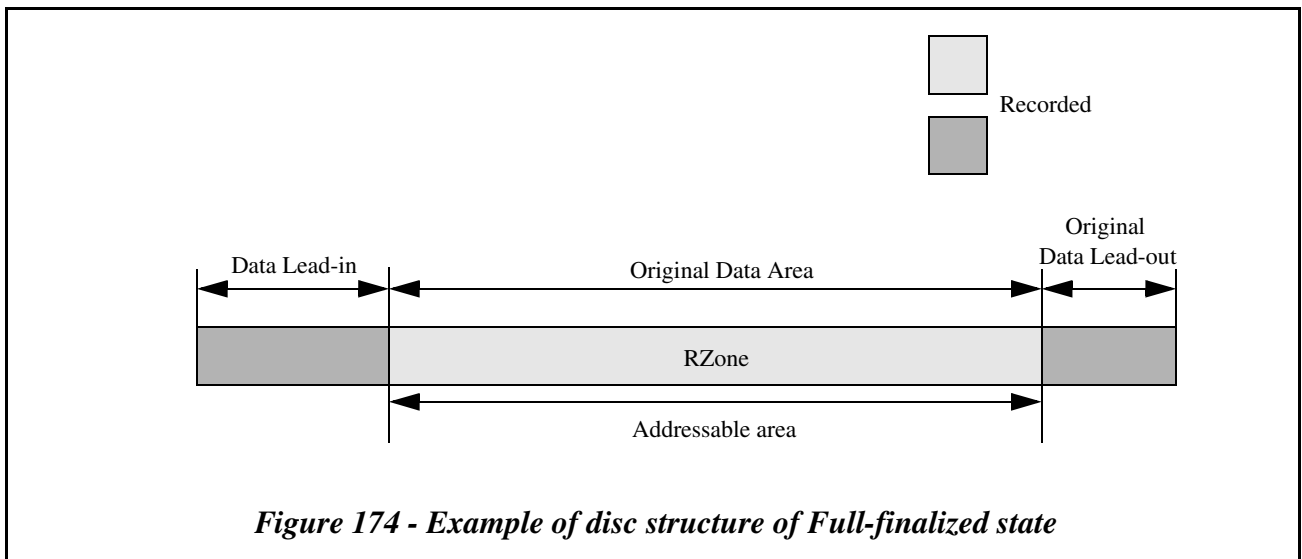 Recorded
Original
Data Lead-out
Data Lead-in
Original Data Area
RZone
Addressable area
Figure 174 - Example of disc structure of Full-finalized state